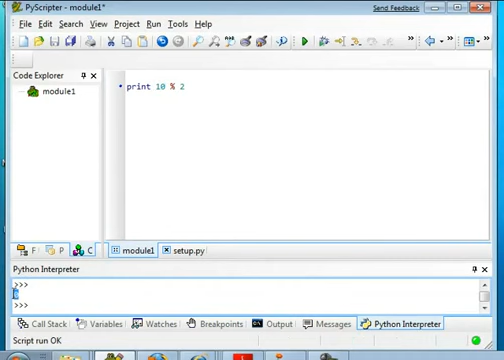 PyScripter - module1*
Send Feedback
File Edit Search View Project Run Tools Help
Code Explorer
module1
print 10 % 2
F P C
module1 setup.py
Python Interpreter
>>>
0
>>>
Call Stack Variables Watches Breakpoints Output Messages Python Interpreter
Script run OK